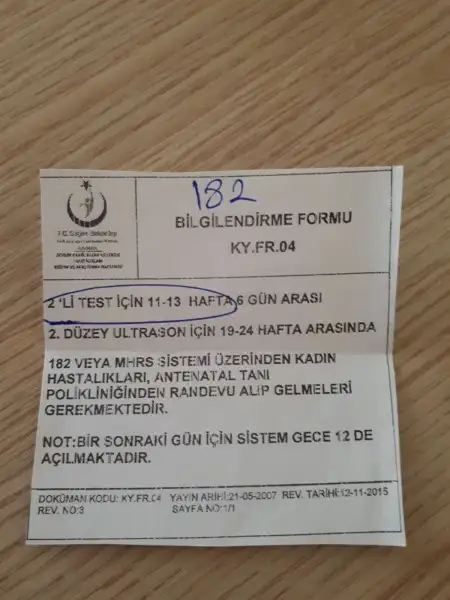 182
T.C. Sağlık Bakanlığı
BİLGİLENDİRME FORMU
KY.FR.04
2 'Lİ TEST İÇİN 11-13 HAFTA 6 GÜN ARASI
2. DÜZEY ULTRASON İÇİN 19-24 HAFTA ARASINDA
182 VEYA MHRS SİSTEMİ ÜZERİNDEN KADIN
HASTALIKLARI, ANTENATAL TANI
POLİKLİNİĞİNDEN RANDEVU ALIP GELMELERİ
GEREKMEKTEDİR.
NOT:BİR SONRAKİ GÜN İÇİN SİSTEM GECE 12 DE
AÇILMAKTADIR.
DOKÜMAN KODU: KY.FR.04 YAYIN ARİHİ:21-05-2007 REV. TARİHİ:12-11-2015
REV. NO:3 SAYFA NO:1/1